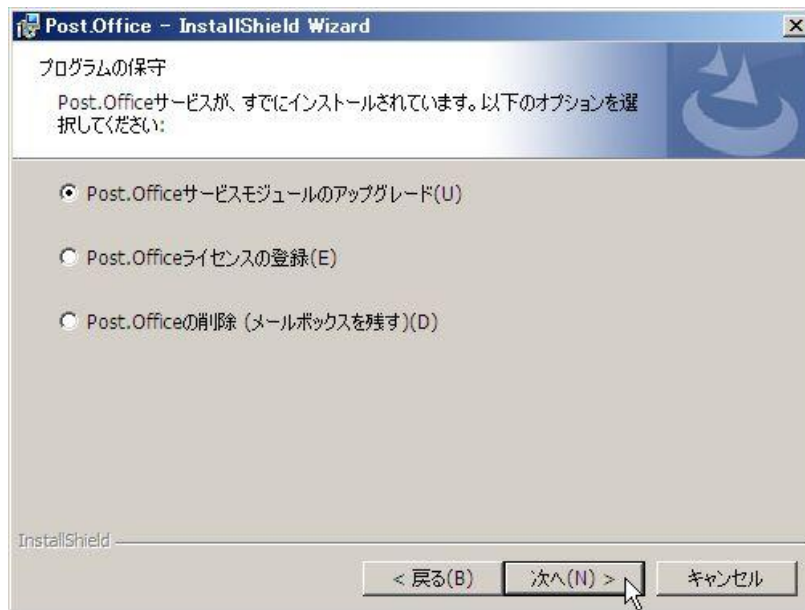 Post.Office - InstallShield Wizard
プログラムの保守
Post.Officeサービスが、すでにインストールされています。以下のオプションを選
択してください:
Post.Officeサービスモジュールのアップグレード(U)
Post.Officeライセンスの登録(E)
Post.Officeの削除 (メールボックスを残す)(D)
InstallShield
< 戻る(B)
次へ(N) >
キャンセル